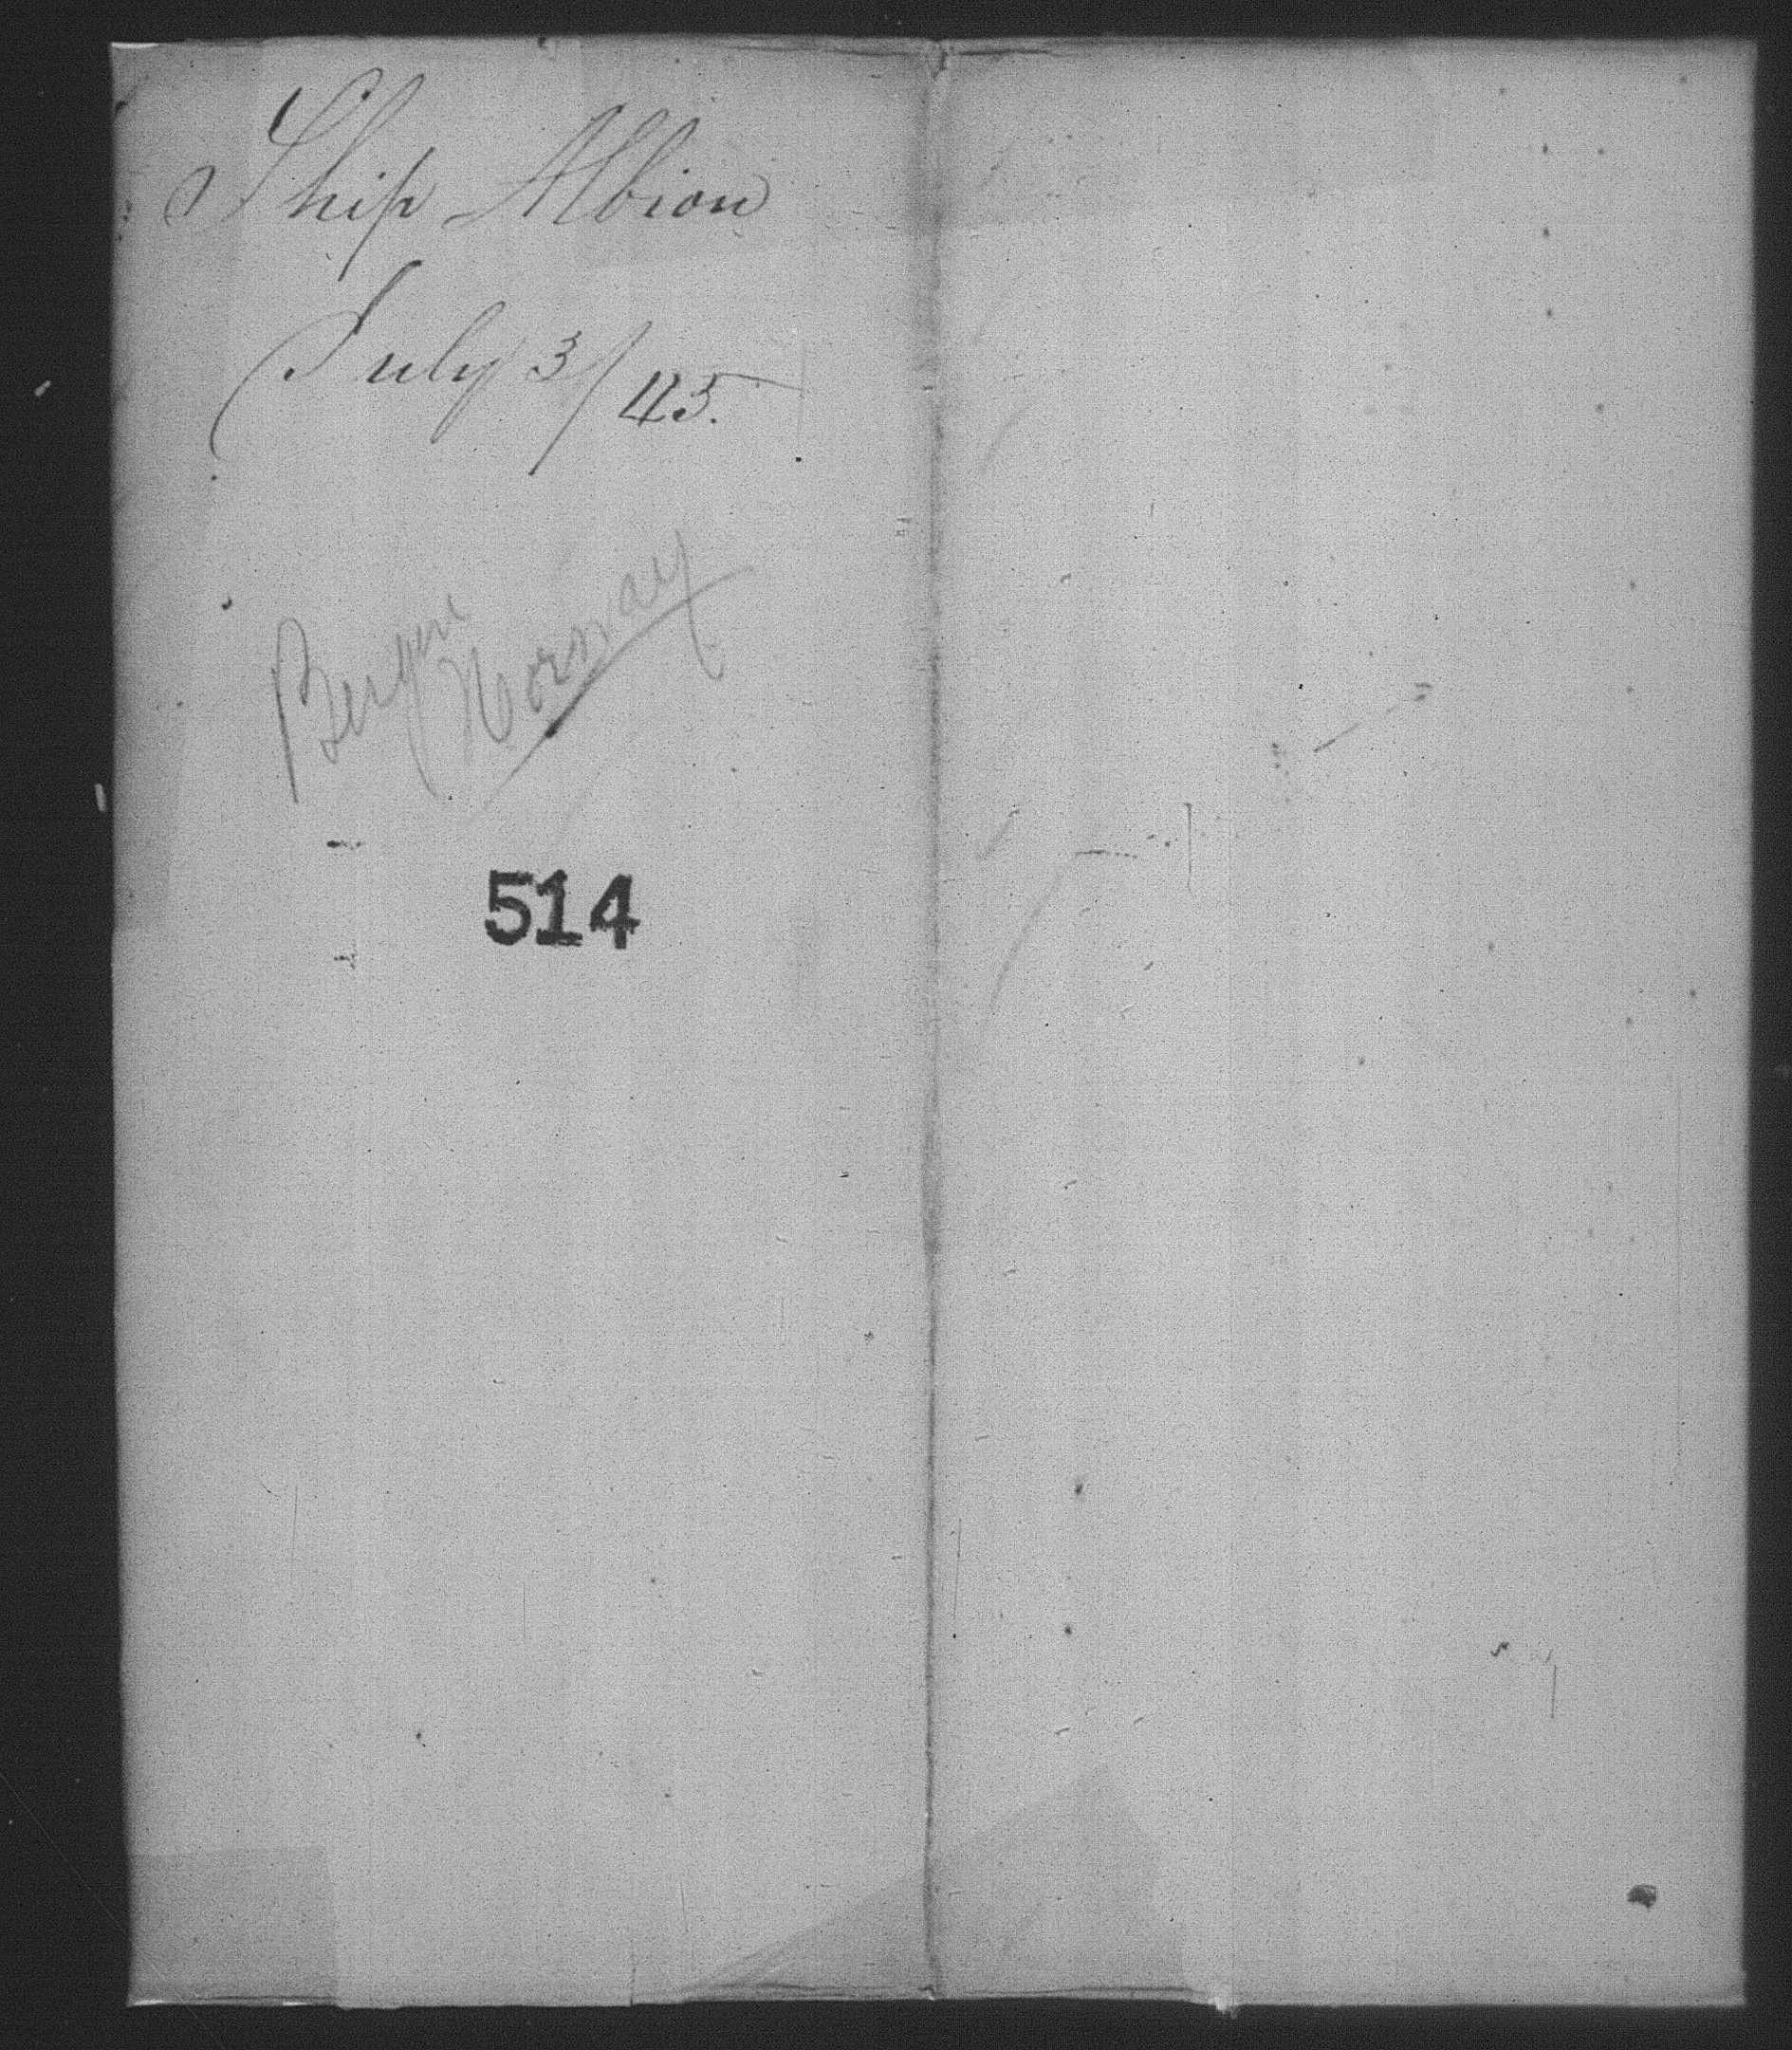 Ship Albion
July 3/45.
Bergen
Norway
514